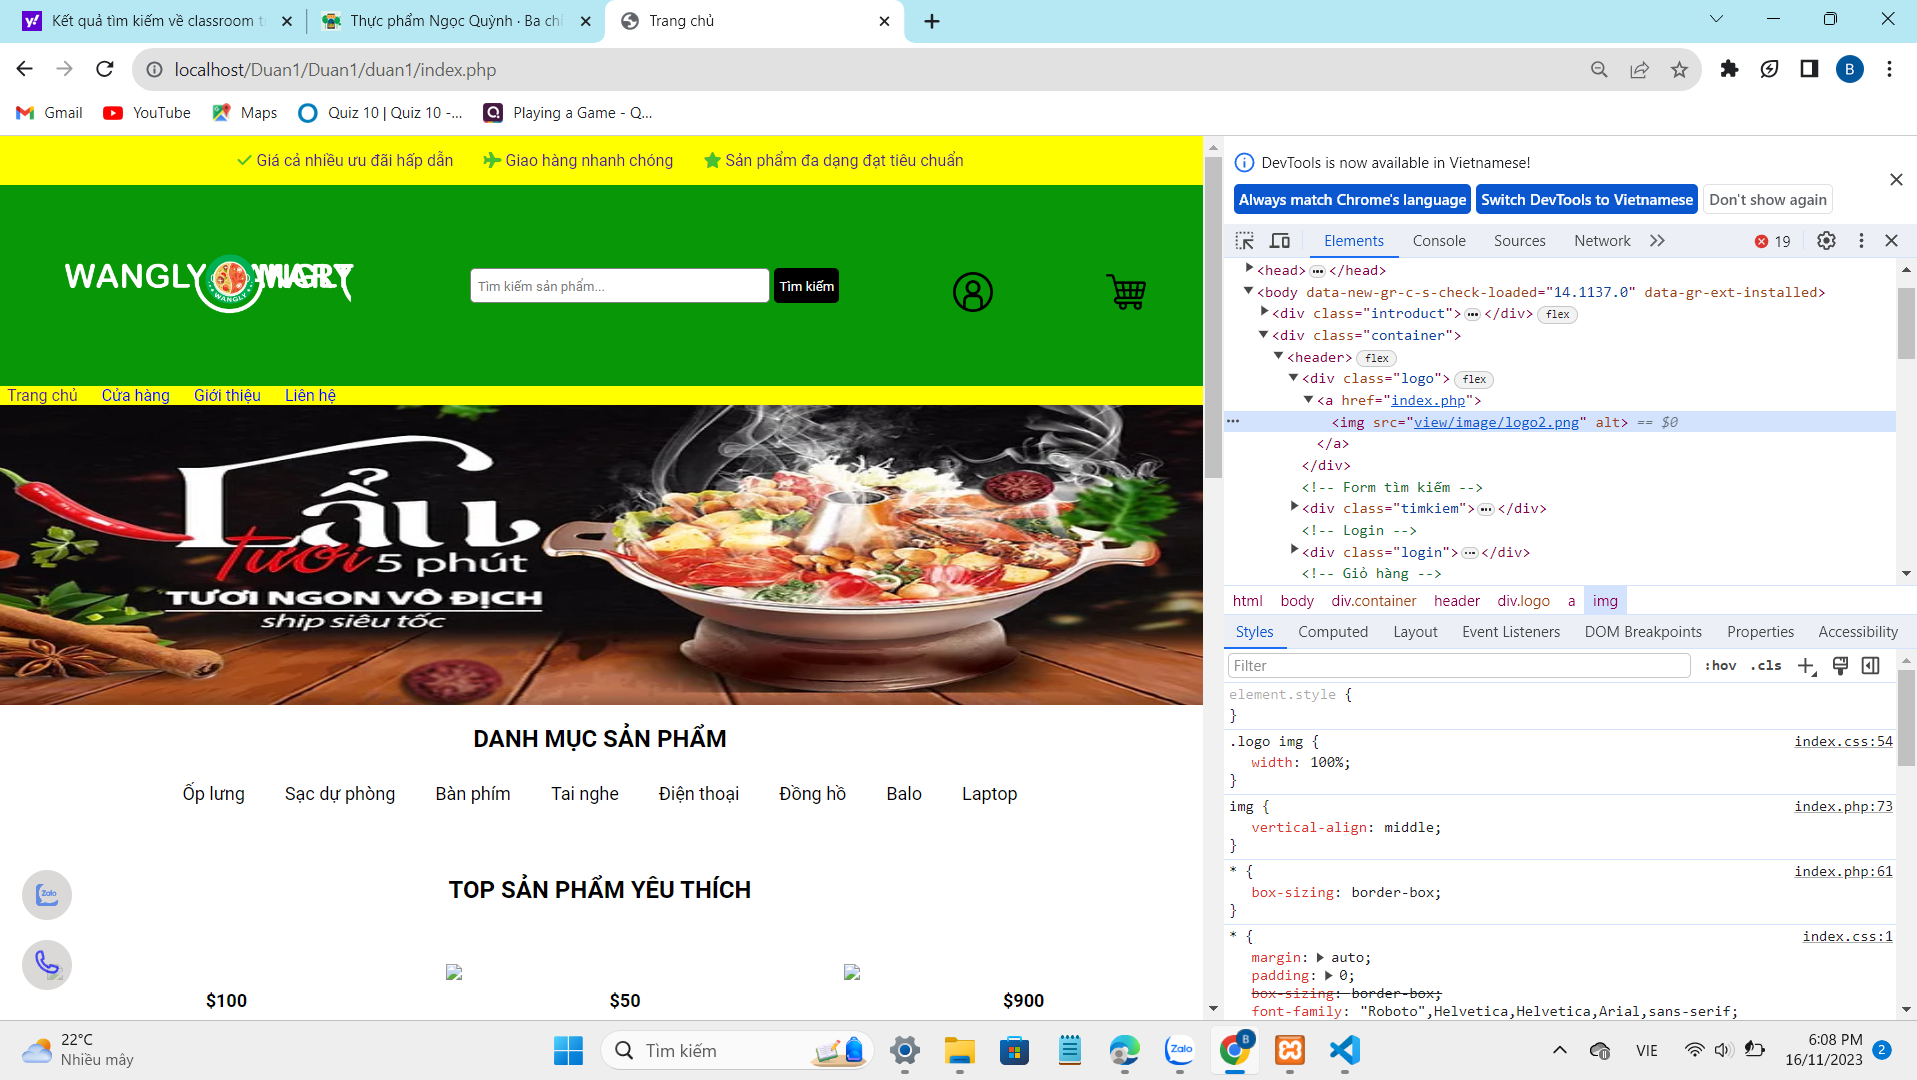 Kết quả tìm kiếm về classroom t
Thực phẩm Ngọc Quỳnh · Ba chỉ
Trang chủ
localhost/Duan1/Duan1/duan1/index.php
B
Gmail
YouTube
Maps
Quiz 10 | Quiz 10 -...
Playing a Game - Q...
Giá cả nhiều ưu đãi hấp dẫn
Giao hàng nhanh chóng
Sản phẩm đa dạng đạt tiêu chuẩn
WANGLY
WANGLY
Tìm kiếm sản phẩm...
Tìm kiếm
Trang chủ
Cửa hàng
Giới thiệu
Liên hệ
Lẩu
tươi 5 phút
TƯƠI NGON VÔ ĐỊCH
ship siêu tốc
DANH MỤC SẢN PHẨM
Ốp lưng
Sạc dự phòng
Bàn phím
Tai nghe
Điện thoại
Đồng hồ
Balo
Laptop
TOP SẢN PHẨM YÊU THÍCH
Zalo
$100
$50
$900
DevTools is now available in Vietnamese!
Always match Chrome's language
Switch DevTools to Vietnamese
Don't show again
Elements
Console
Sources
Network
19
<head> ••• </head>
<body data-new-gr-c-s-check-loaded="14.1137.0" data-gr-ext-installed>
<div class="introduct"> ••• </div> flex
<div class="container">
<header> flex
<div class="logo"> flex
<a href="index.php">
••• <img src="view/image/logo2.png" alt> == $0
</a>
</div>
<!-- Form tìm kiếm -->
<div class="timkiem"> ••• </div>
<!-- Login -->
<div class="login"> ••• </div>
<!-- Giỏ hàng -->
html
body
div.container
header
div.logo
a
img
Styles
Computed
Layout
Event Listeners
DOM Breakpoints
Properties
Accessibility
Filter
:hov
.cls
element.style {
}
.logo img {
index.css:54
width: 100%;
}
img {
index.php:73
vertical-align: middle;
}
* {
index.php:61
box-sizing: border-box;
}
* {
index.css:1
margin: auto;
padding: 0;
box-sizing: border-box;
font-family: "Roboto",Helvetica,Helvetica,Arial,sans-serif;
22°C
Nhiều mây
Tìm kiếm
Zalo
B
VIE
6:08 PM
16/11/2023
2